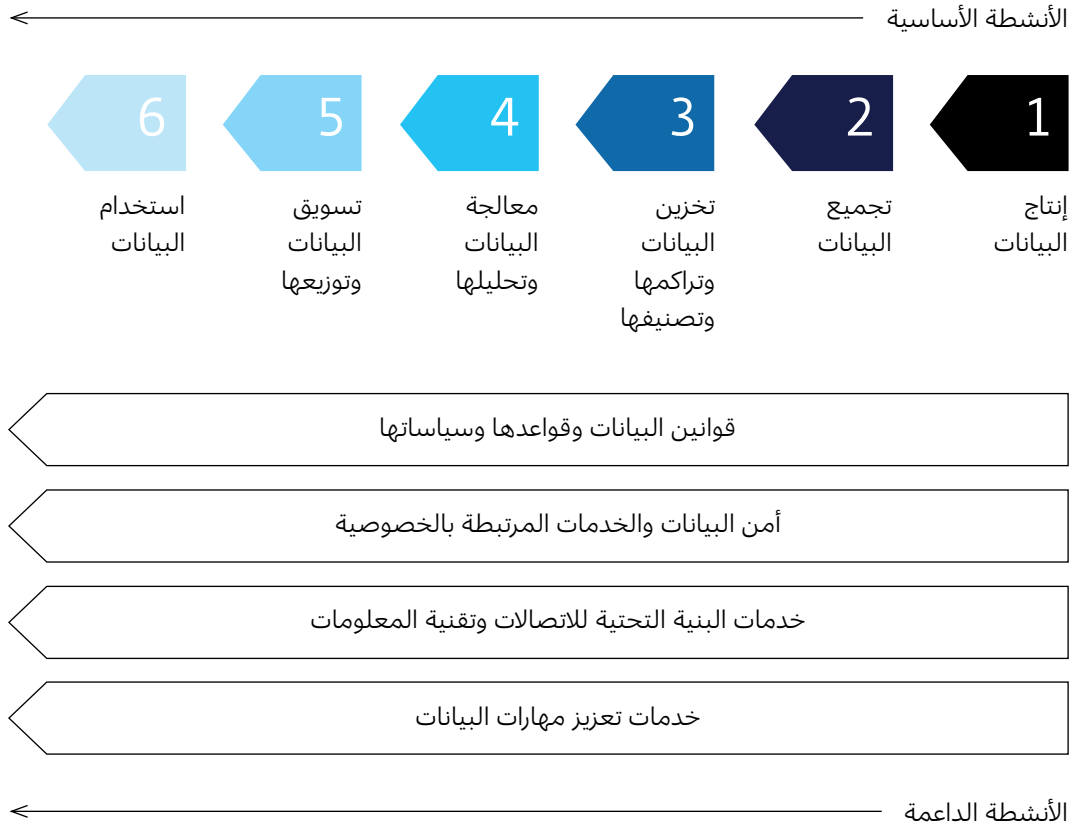 الأنشطة الأساسية
1
إنتاج
البيانات
2
تجميع
البيانات
3
تخزين
البيانات
وتراكمها
وتصنيفها
4
معالجة
البيانات
وتحليلها
5
تسويق
البيانات
وتوزيعها
6
استخدام
البيانات
قوانين البيانات وقواعدها وسياساتها
أمن البيانات والخدمات المرتبطة بالخصوصية
خدمات البنية التحتية للاتصالات وتقنية المعلومات
خدمات تعزيز مهارات البيانات
الأنشطة الداعمة